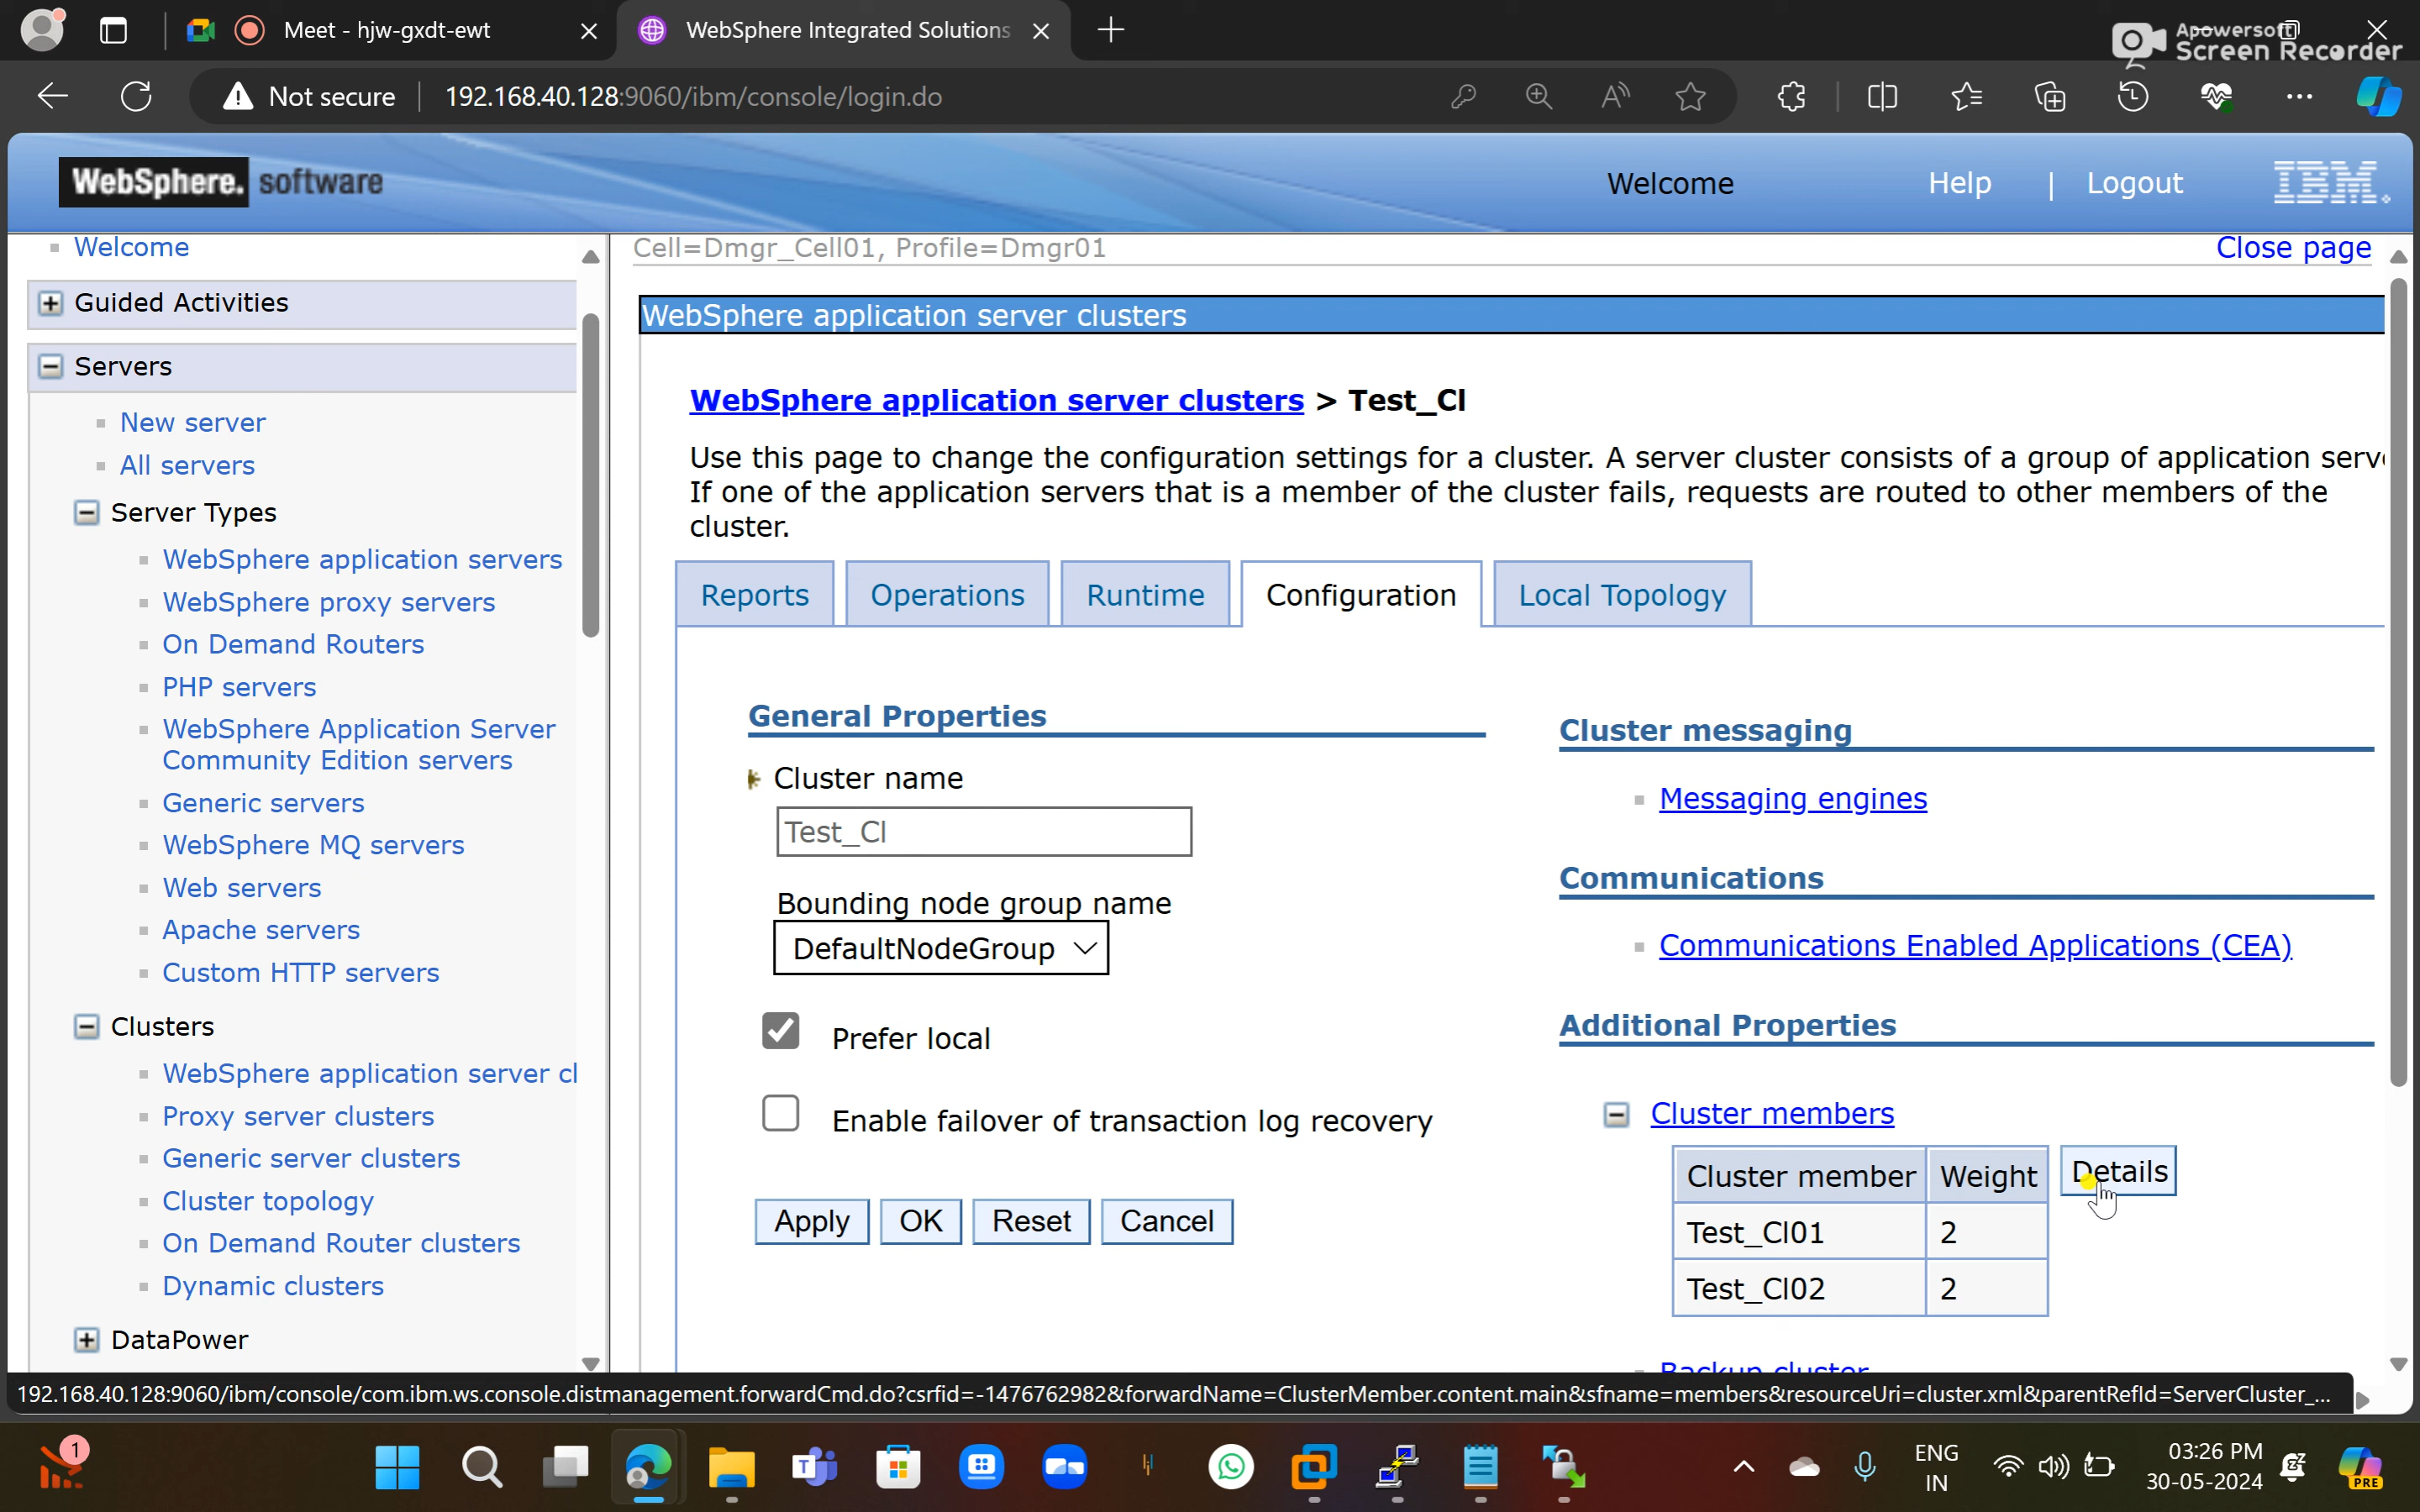 Meet - hjw-gxdt-ewt
WebSphere Integrated Solutions
Apowersoft
Screen Recorder
Not secure
192.168.40.128:9060/ibm/console/login.do
WebSphere. software
Welcome
Help | Logout
IBM.
Welcome
Guided Activities
Servers
New server
All servers
Server Types
WebSphere application servers
WebSphere proxy servers
On Demand Routers
PHP servers
WebSphere Application Server
Community Edition servers
Generic servers
WebSphere MQ servers
Web servers
Apache servers
Custom HTTP servers
Clusters
WebSphere application server cl
Proxy server clusters
Generic server clusters
Cluster topology
On Demand Router clusters
Dynamic clusters
DataPower
Cell=Dmgr_Cell01, Profile=Dmgr01
Close page
WebSphere application server clusters
WebSphere application server clusters > Test_Cl
Use this page to change the configuration settings for a cluster. A server cluster consists of a group of application serv
If one of the application servers that is a member of the cluster fails, requests are routed to other members of the
cluster.
Reports
Operations
Runtime
Configuration
Local Topology
General Properties
Cluster name
Test_Cl
Bounding node group name
DefaultNodeGroup
Prefer local
Enable failover of transaction log recovery
Apply
OK
Reset
Cancel
Cluster messaging
Messaging engines
Communications
Communications Enabled Applications (CEA)
Additional Properties
Cluster members
Cluster member Weight
Details
Test_Cl01 2
Test_Cl02 2
Backup cluster
192.168.40.128:9060/ibm/console/com.ibm.ws.console.distmanagement.forwardCmd.do?csrfid=-1476762982&forwardName=ClusterMember.content.main&sfname=members&resourceUri=cluster.xml&parentRefId=ServerCluster_...
1
ENG
IN
03:26 PM
30-05-2024
PRE